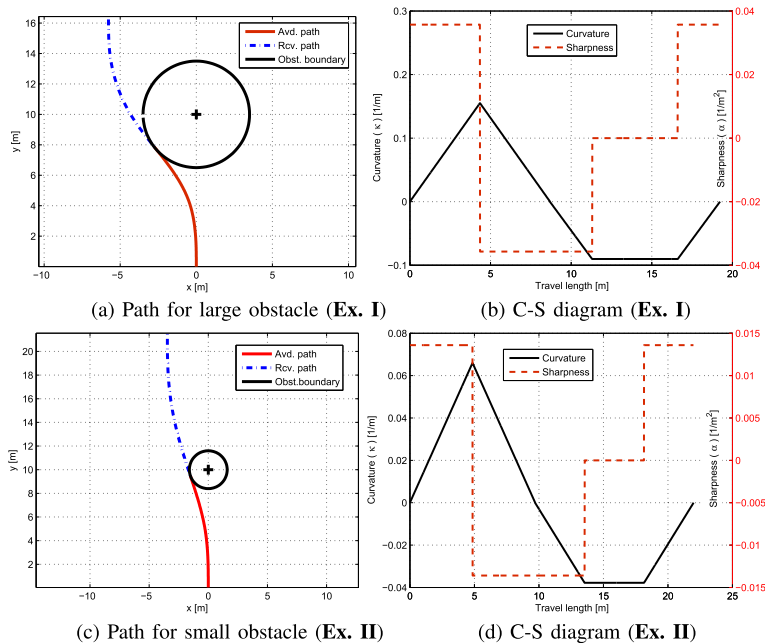 16
14
12
10
8
6
4
2
y [m]
−10
−5
0
5
10
x [m]
Avd. path
Rcv. path
Obst. boundary
(a) Path for large obstacle (Ex. I)
0.3
0.2
0.1
0
−0.1
Curvature ( κ ) [1/m]
0
5
10
15
20
Travel length [m]
Curvature
Sharpness
0.04
0.02
0
−0.02
−0.04
Sharpness ( α ) [1/m²]
(b) C-S diagram (Ex. I)
20
18
16
14
12
10
8
6
4
2
y [m]
−10
−5
0
5
10
x [m]
Avd. path
Rcv. path
Obst.boundary
(c) Path for small obstacle (Ex. II)
0.08
0.06
0.04
0.02
0
−0.02
−0.04
Curvature ( κ ) [1/m]
0
5
10
15
20
25
Travel length [m]
Curvature
Sharpness
0.015
0.01
0.005
0
−0.005
−0.01
−0.015
Sharpness ( α ) [1/m²]
(d) C-S diagram (Ex. II)